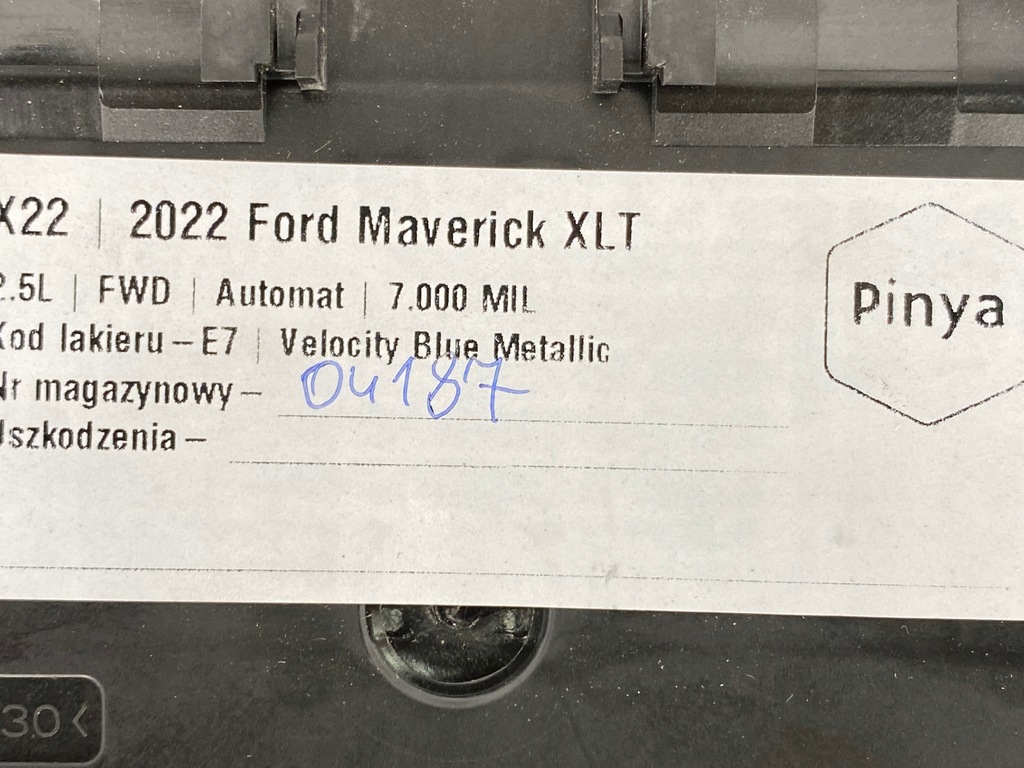 X22 | 2022 Ford Maverick XLT
2.5L | FWD | Automat | 7.000 MIL
Kod lakieru – E7 | Velocity Blue Metallic
Nr magazynowy – 04187
Uszkodzenia –
Pinya
30<